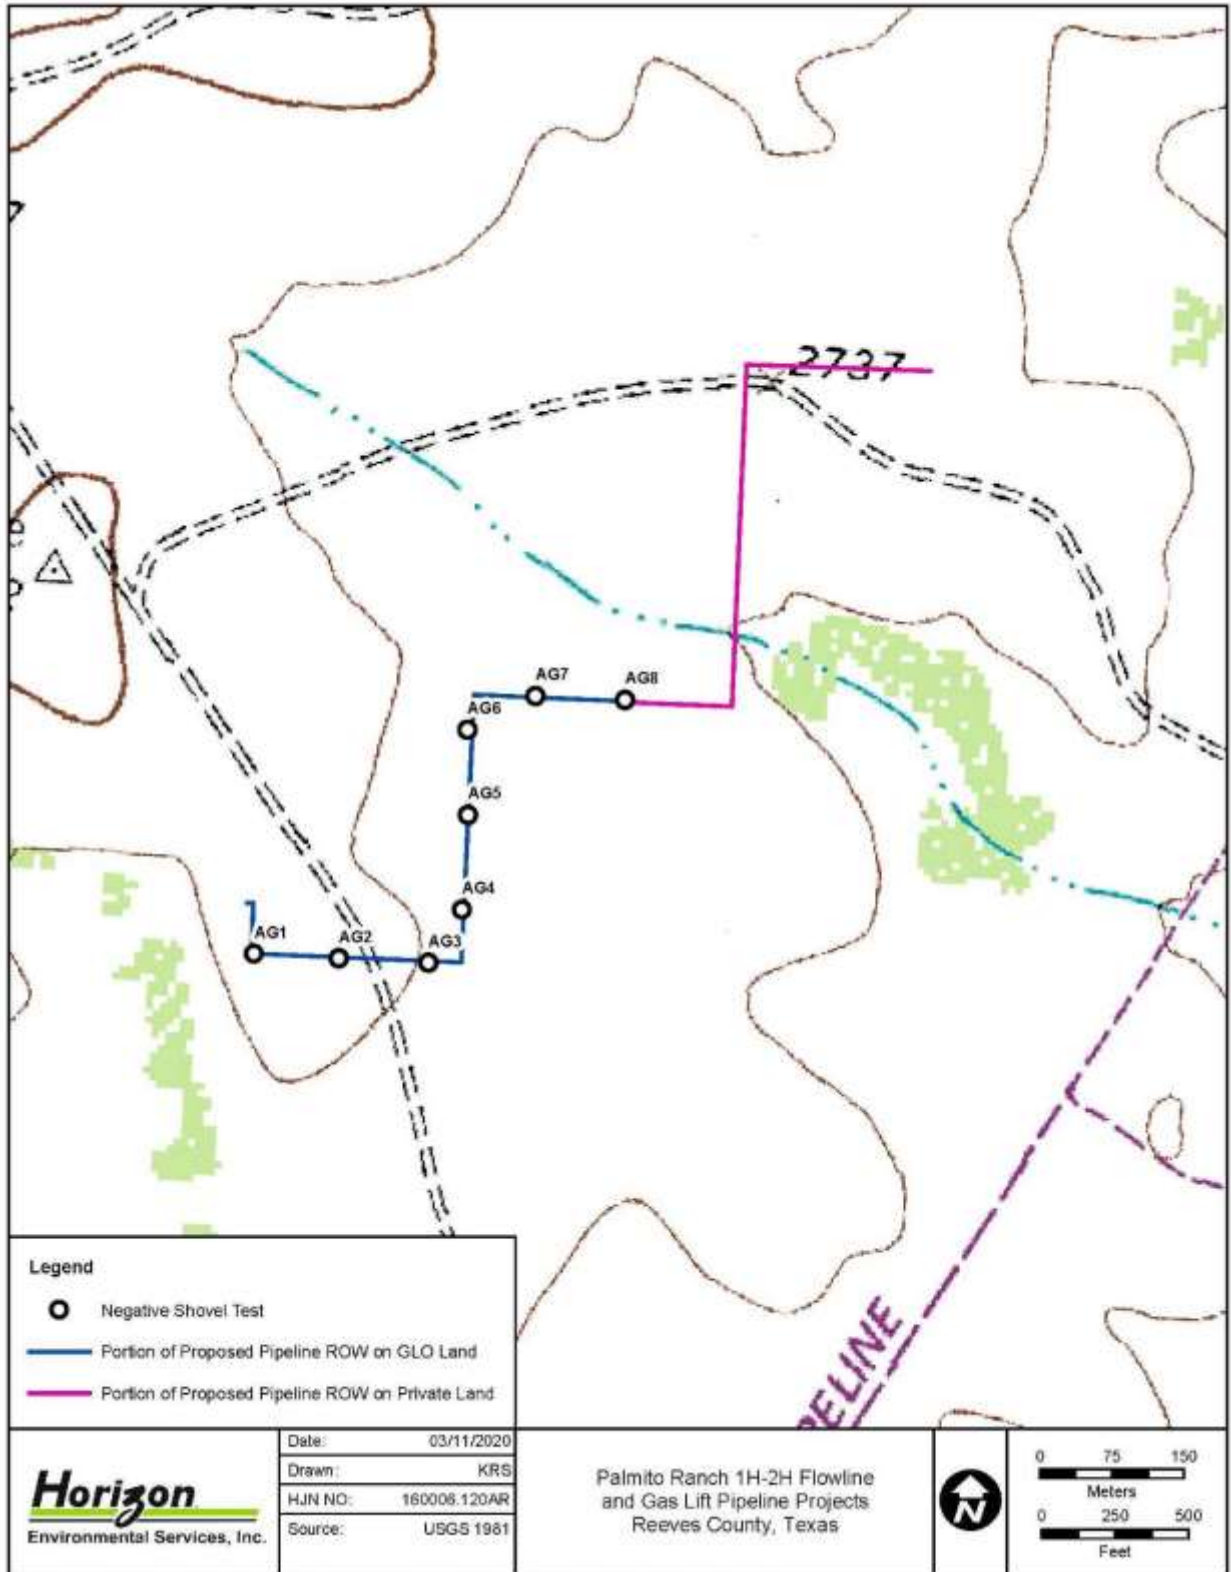 2737
AG7
AG8
AG6
AG5
AG4
AG1
AG2
AG3
PELINE
Legend
Negative Shovel Test
Portion of Proposed Pipeline ROW on GLO Land
Portion of Proposed Pipeline ROW on Private Land
Horizon
Environmental Services, Inc.
Date: 03/11/2020
Drawn: KRS
HJN NO: 160006.120AR
Source: USGS 1981
Palmito Ranch 1H-2H Flowline
and Gas Lift Pipeline Projects
Reeves County, Texas
N
0 75 150
Meters
0 250 500
Feet